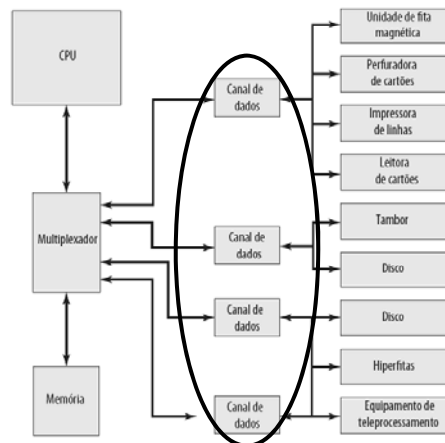 CPU
Multiplexador
Memória
Canal de
dados
Canal de
dados
Canal de
dados
Canal de
dados
Unidade de fita
magnética
Perfuradora
de cartões
Impressora
de linhas
Leitora
de cartões
Tambor
Disco
Disco
Hiperfitas
Equipamento de
teleprocessamento